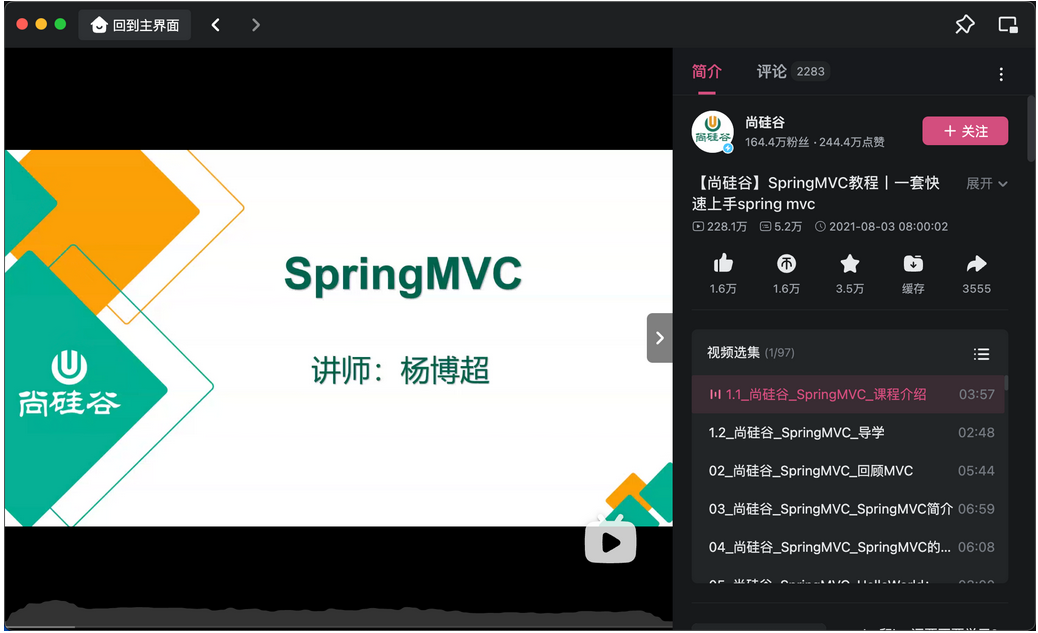 回到主界面
简介
评论 2283
尚硅谷
164.4万粉丝 · 244.4万点赞
关注
【尚硅谷】SpringMVC教程丨一套快
速上手spring mvc
展开
228.1万 5.2万 2021-08-03 08:00:02
1.6万 1.6万 3.5万 缓存 3555
SpringMVC
讲师：杨博超
尚硅谷
尚硅谷
视频选集 (1/97)
1.1_尚硅谷_SpringMVC_课程介绍 03:57
1.2_尚硅谷_SpringMVC_导学 02:48
02_尚硅谷_SpringMVC_回顾MVC 05:44
03_尚硅谷_SpringMVC_SpringMVC简介 06:59
04_尚硅谷_SpringMVC_SpringMVC的... 06:08